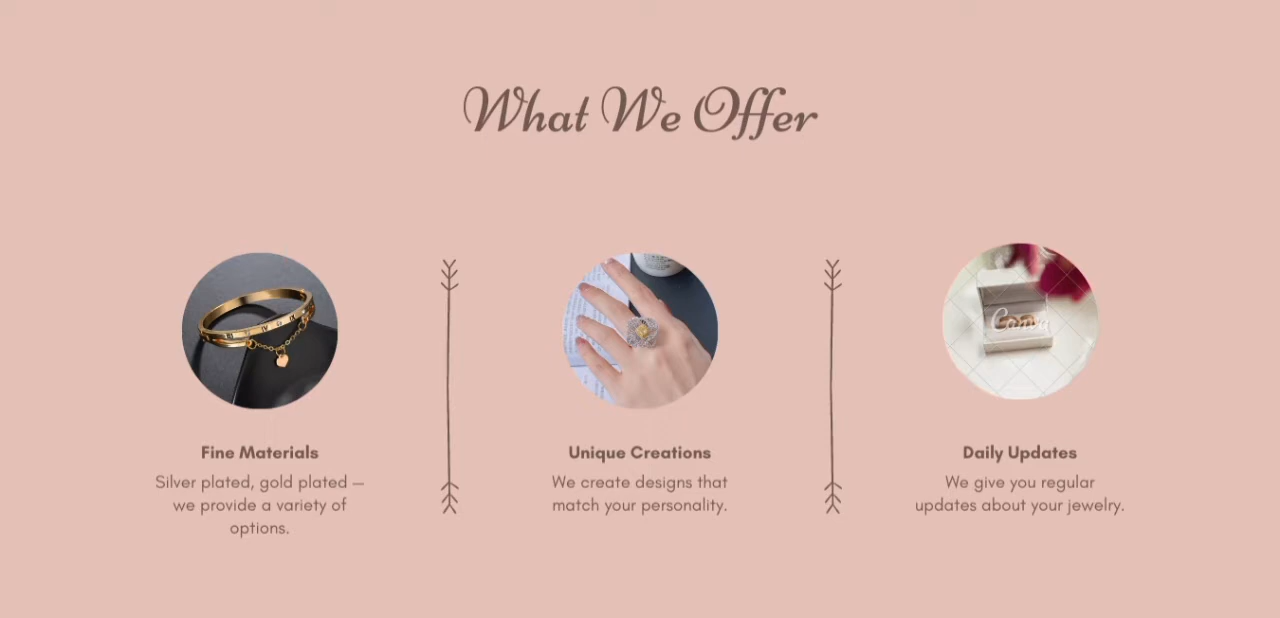 What We Offer
Fine Materials
Silver plated, gold plated —
we provide a variety of
options.
Unique Creations
We create designs that
match your personality.
Canva
Daily Updates
We give you regular
updates about your jewelry.